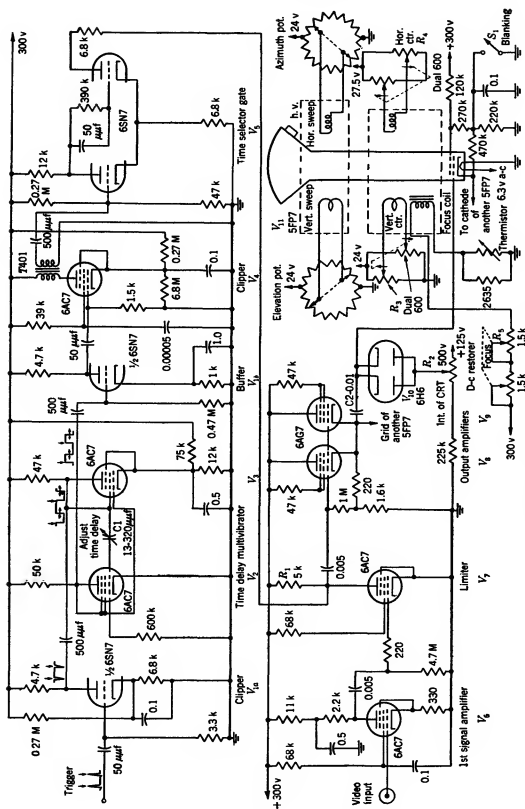 300 v
6.8 k
390 k
50 μμf
6SN7
12 k
0.27 M
6.8 k
47 k
Time selector gate
V5
500 μμf
T401
6AC7
39 k
50 μμf
1.5 k
0.27 M
6.8 M
0.1
0.00005
Clipper
V4
4.7 k
½ 6SN7
500 μμf
1.0
1 k
0.47 M
Buffer
V1b
47 k
6AC7
75 k
12 k
0.5
V3
Adjust time delay
C1
13-320 μμf
50 k
6AC7
600 k
Time delay multivibrator
V2
500 μμf
4.7 k
½ 6SN7
6.8 k
0.1
0.27 M
50 μμf
3.3 k
Trigger
Clipper
V1a
Azimuth pot.
24 v
Hor. ctr.
R4
27.5 v
Dual 600
+300 v
120 k
270 k
220 k
0.1
S1
Blanking
h.v.
Hor. sweep
V11
5FP7
Vert. sweep
Vert. ctr.
Focus coil
470 k
To cathode
of
another 5FP7
Thermistor 6.3 v a-c
2635
Elevation pot.
24 v
24 v
R3
Dual
600
47 k
6AG7
47 k
C2-0.01
V10
6H6
Grid of
another
5FP7
220
1 M
1.6 k
R2
500 v
+125 v
Int. of CRT
225 k
D-c restorer
Focus
R5
1.5 k
1.5 k
300 v
Output amplifiers
V8
V9
0.005
R1
5 k
6AC7
68 k
220
4.7 M
Limiter
V7
0.005
2.2 k
11 k
0.5
68 k
6AC7
330
0.1
+300 v
Video
input
1st signal amplifier
V6